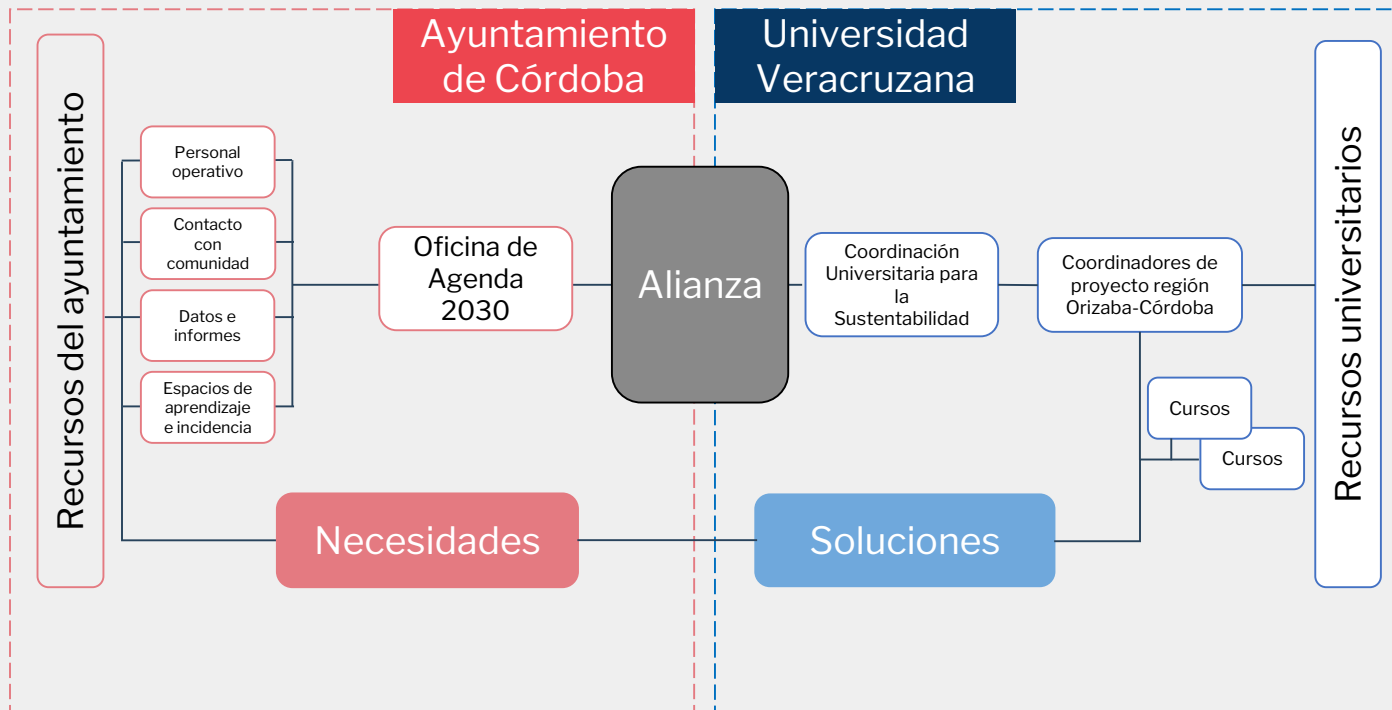 Ayuntamiento
de Córdoba
Universidad
Veracruzana
Recursos del ayuntamiento
Personal
operativo
Contacto
con
comunidad
Datos e
informes
Espacios de
aprendizaje
e incidencia
Oficina de
Agenda
2030
Alianza
Coordinación
Universitaria para
la
Sustentabilidad
Coordinadores de
proyecto región
Orizaba-Córdoba
Cursos
Cursos
Recursos universitarios
Necesidades
Soluciones